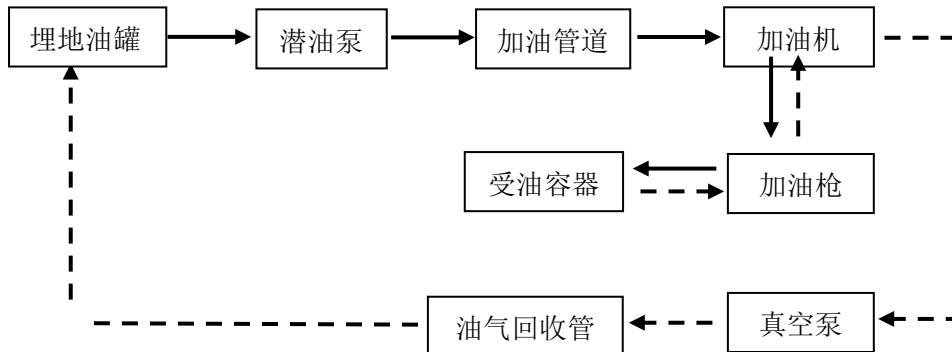 埋地油罐
潜油泵
加油管道
加油机
受油容器
加油枪
油气回收管
真空泵